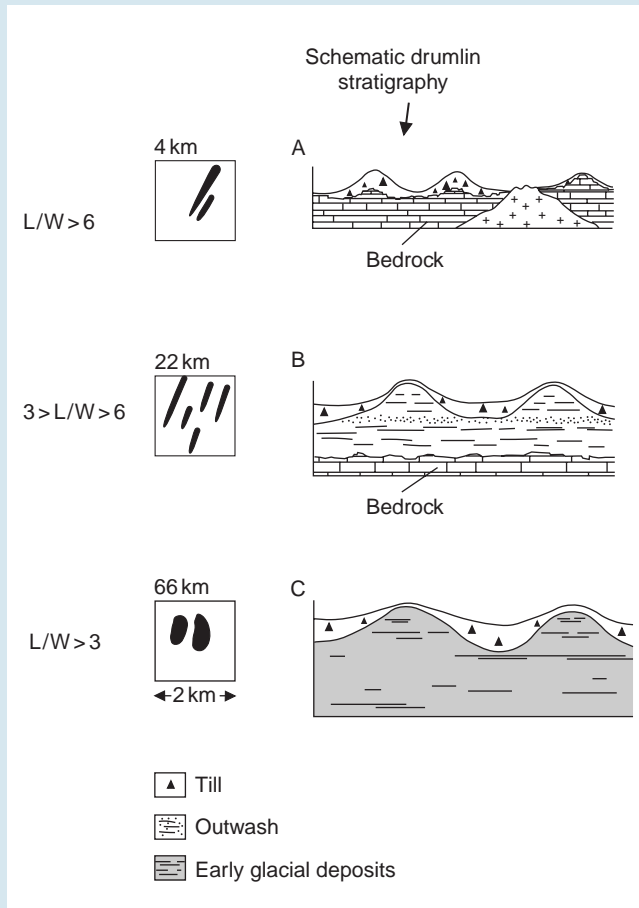 Schematic drumlin
stratigraphy
4 km
A
L/W > 6
Bedrock
22 km
B
3 > L/W > 6
Bedrock
66 km
C
L/W > 3
2 km
Till
Outwash
Early glacial deposits